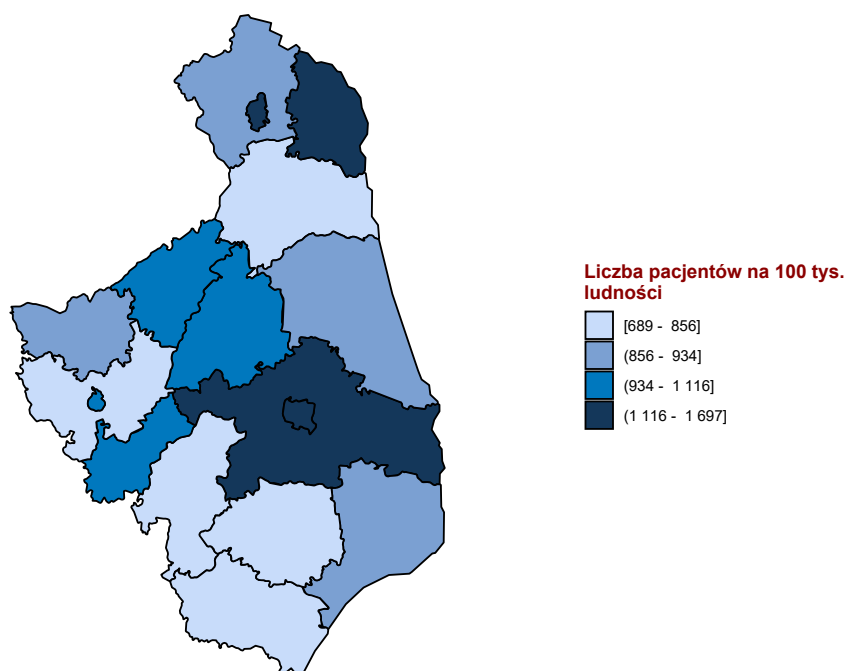 Liczba pacjentów na 100 tys.
ludności
[689 - 856]
(856 - 934]
(934 - 1 116]
(1 116 - 1 697]